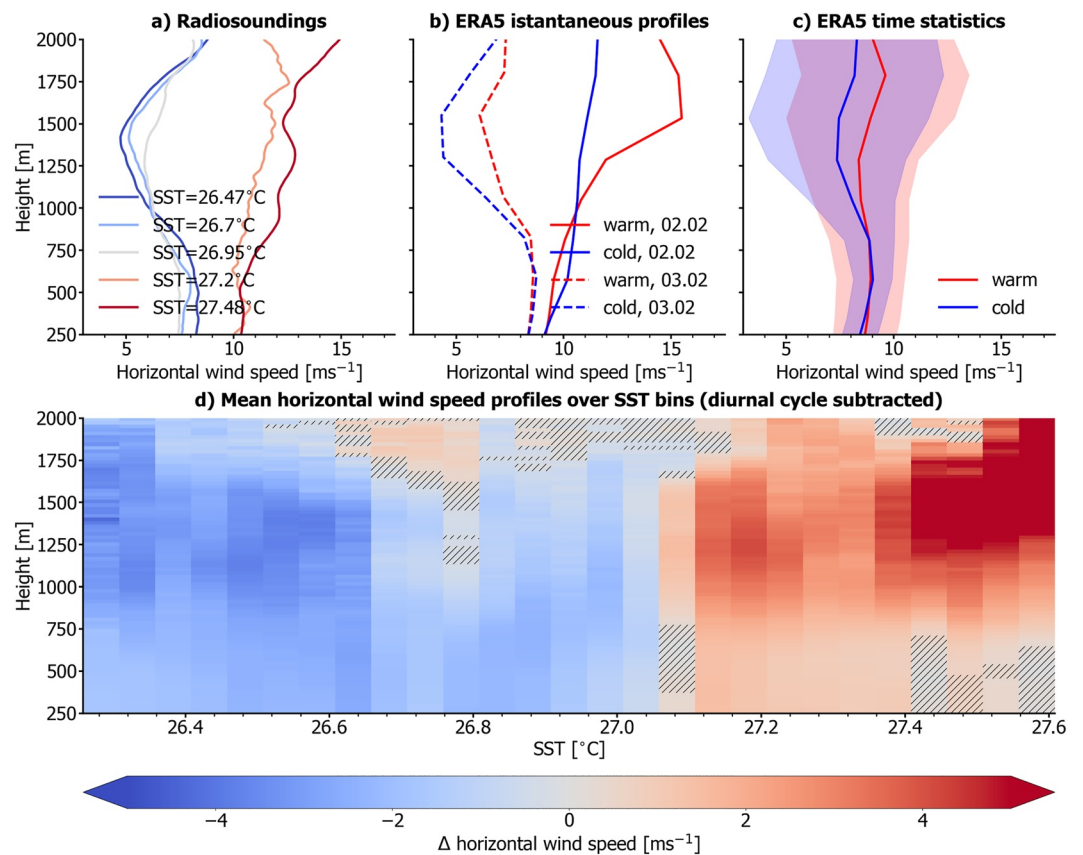 a) Radiosoundings
b) ERA5 istantaneous profiles
c) ERA5 time statistics
2000
1750
1500
1250
1000
750
500
250
Height [m]
SST=26.47°C
SST=26.7°C
SST=26.95°C
SST=27.2°C
SST=27.48°C
warm, 02.02
cold, 02.02
warm, 03.02
cold, 03.02
warm
cold
5 10 15
5 10 15
5 10 15
Horizontal wind speed [ms⁻¹]
Horizontal wind speed [ms⁻¹]
Horizontal wind speed [ms⁻¹]
d) Mean horizontal wind speed profiles over SST bins (diurnal cycle subtracted)
2000
1750
1500
1250
1000
750
500
250
Height [m]
26.4 26.6 26.8 27.0 27.2 27.4 27.6
SST [°C]
−4 −2 0 2 4
Δ horizontal wind speed [ms⁻¹]